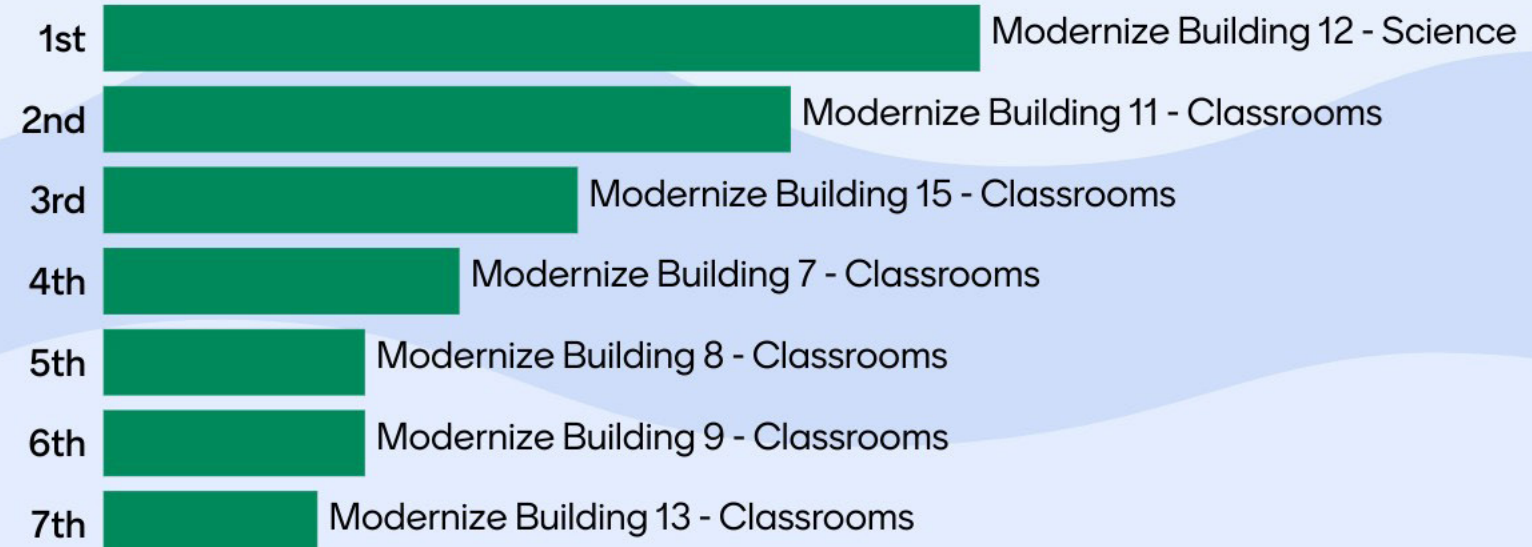 1st Modernize Building 12 - Science
2nd Modernize Building 11 - Classrooms
3rd Modernize Building 15 - Classrooms
4th Modernize Building 7 - Classrooms
5th Modernize Building 8 - Classrooms
6th Modernize Building 9 - Classrooms
7th Modernize Building 13 - Classrooms